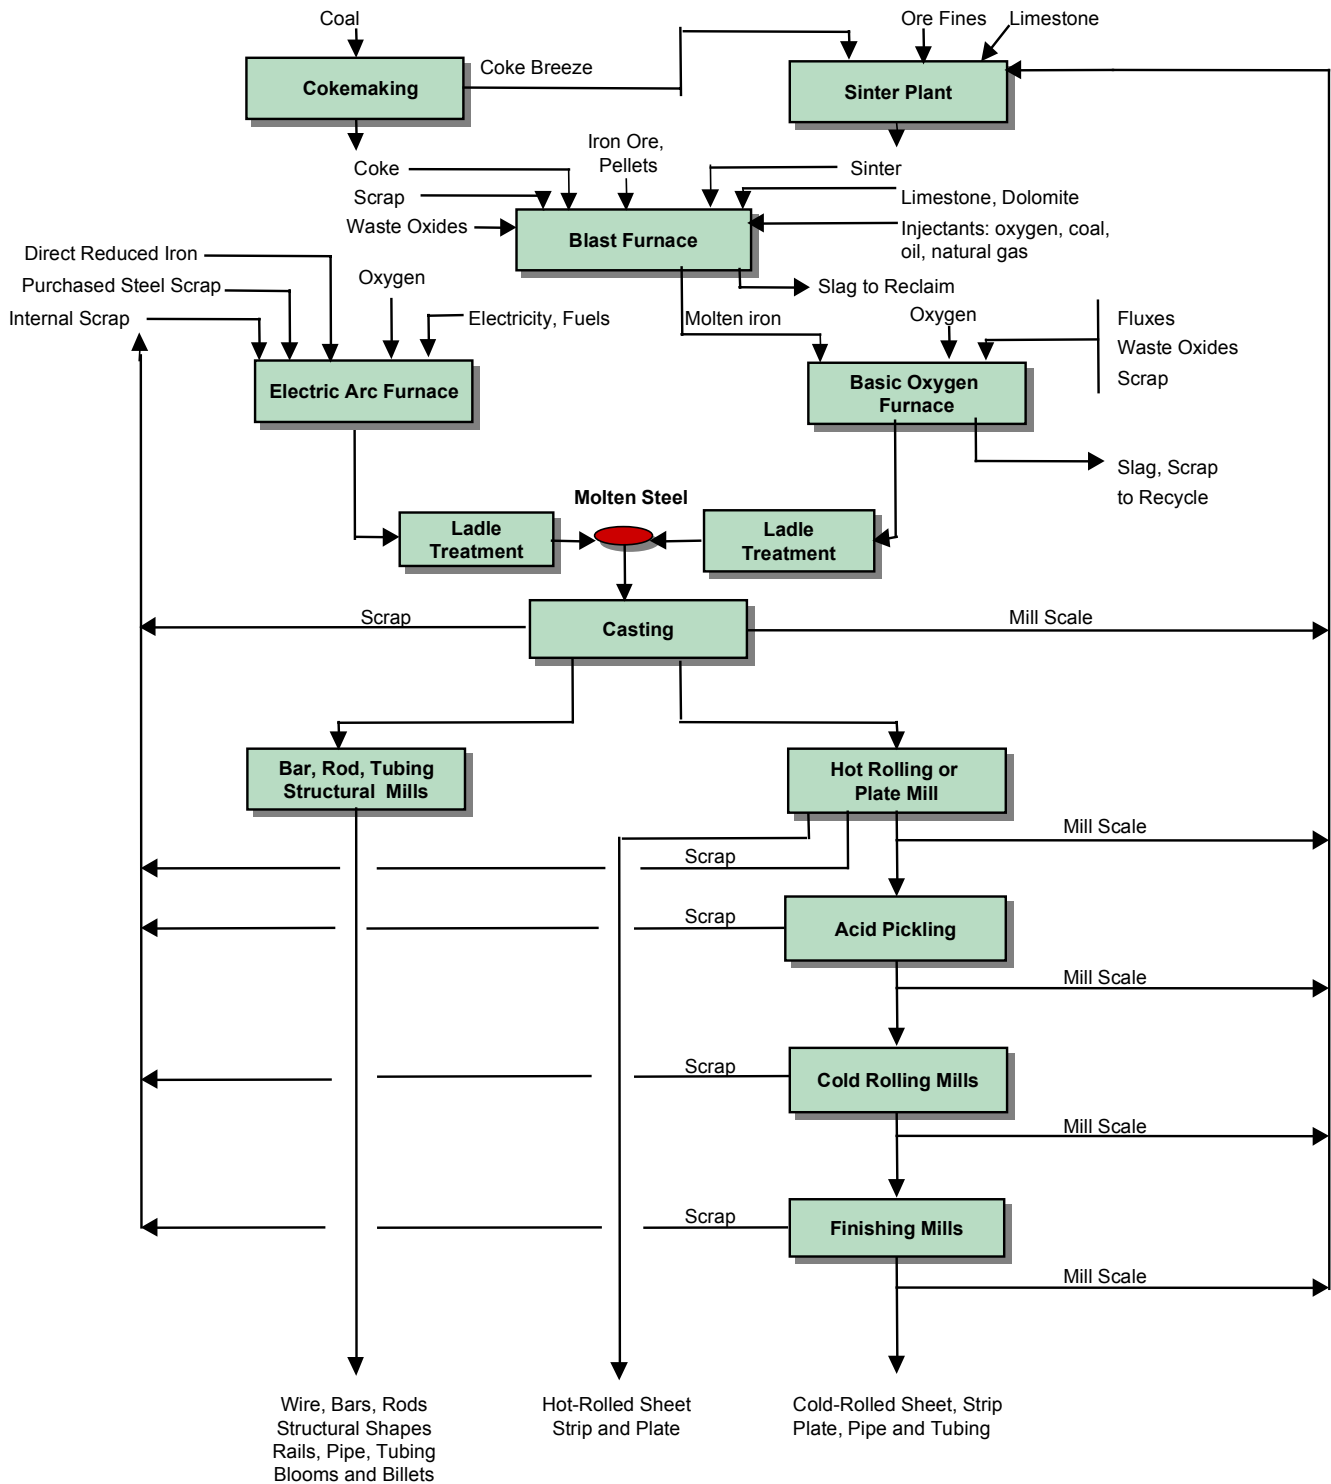 Coal
Ore Fines
Limestone
Coke Breeze
Cokemaking
Sinter Plant
Iron Ore,
Pellets
Coke
Sinter
Scrap
Limestone, Dolomite
Waste Oxides
Blast Furnace
Injectants: oxygen, coal,
oil, natural gas
Direct Reduced Iron
Oxygen
Purchased Steel Scrap
Slag to Reclaim
Internal Scrap
Electricity, Fuels
Molten iron
Oxygen
Fluxes
Waste Oxides
Scrap
Electric Arc Furnace
Basic Oxygen
Furnace
Slag, Scrap
to Recycle
Molten Steel
Ladle
Treatment
Ladle
Treatment
Scrap
Casting
Mill Scale
Bar, Rod, Tubing
Structural Mills
Hot Rolling or
Plate Mill
Mill Scale
Scrap
Scrap
Acid Pickling
Mill Scale
Scrap
Cold Rolling Mills
Mill Scale
Scrap
Finishing Mills
Mill Scale
Wire, Bars, Rods
Structural Shapes
Rails, Pipe, Tubing
Blooms and Billets
Hot-Rolled Sheet
Strip and Plate
Cold-Rolled Sheet, Strip
Plate, Pipe and Tubing